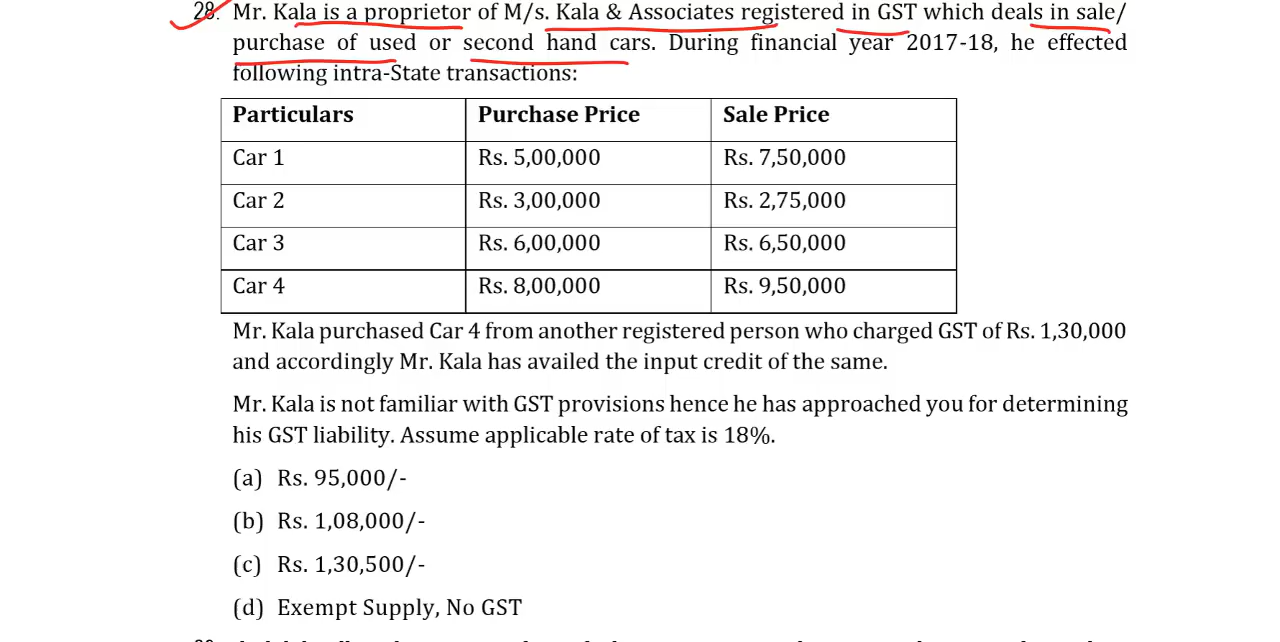 28. Mr. Kala is a proprietor of M/s. Kala & Associates registered in GST which deals in sale/
purchase of used or second hand cars. During financial year 2017-18, he effected
following intra-State transactions:
Particulars Purchase Price Sale Price
Car 1 Rs. 5,00,000 Rs. 7,50,000
Car 2 Rs. 3,00,000 Rs. 2,75,000
Car 3 Rs. 6,00,000 Rs. 6,50,000
Car 4 Rs. 8,00,000 Rs. 9,50,000
Mr. Kala purchased Car 4 from another registered person who charged GST of Rs. 1,30,000
and accordingly Mr. Kala has availed the input credit of the same.
Mr. Kala is not familiar with GST provisions hence he has approached you for determining
his GST liability. Assume applicable rate of tax is 18%.
(a) Rs. 95,000/-
(b) Rs. 1,08,000/-
(c) Rs. 1,30,500/-
(d) Exempt Supply, No GST